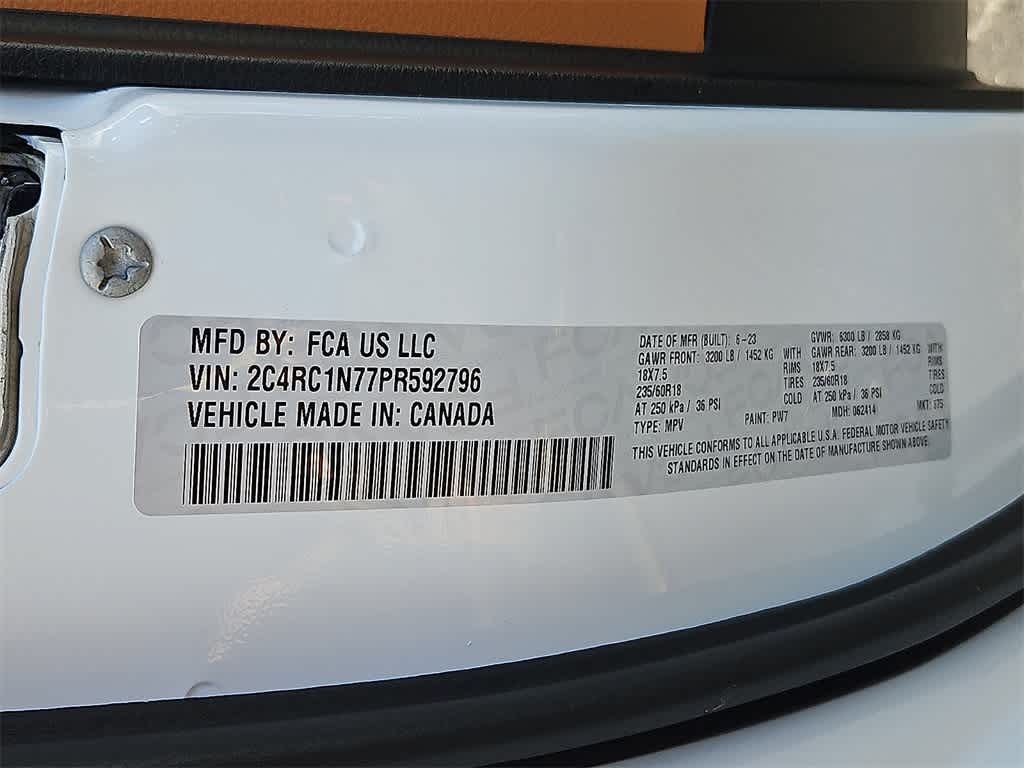 MFD BY: FCA US LLC
VIN: 2C4RC1N77PR592796
VEHICLE MADE IN: CANADA
DATE OF MFR (BUILT): 6-23 GVWR: 6300 LB / 2858 KG
GAWR FRONT: 3200 LB / 1452 KG WITH GAWR REAR: 3200 LB / 1452 KG WITH
18X7.5 RIMS 18X7.5 RIMS
235/60R18 TIRES 235/60R18 TIRES
AT 250 kPa / 36 PSI COLD AT 250 kPa / 36 PSI COLD
TYPE: MPV PAINT: PW7 MDH: 062414 MKT:
THIS VEHICLE CONFORMS TO ALL APPLICABLE U.S.A. FEDERAL MOTOR VEHICLE SAFETY
STANDARDS IN EFFECT ON THE DATE OF MANUFACTURE SHOWN ABOVE.